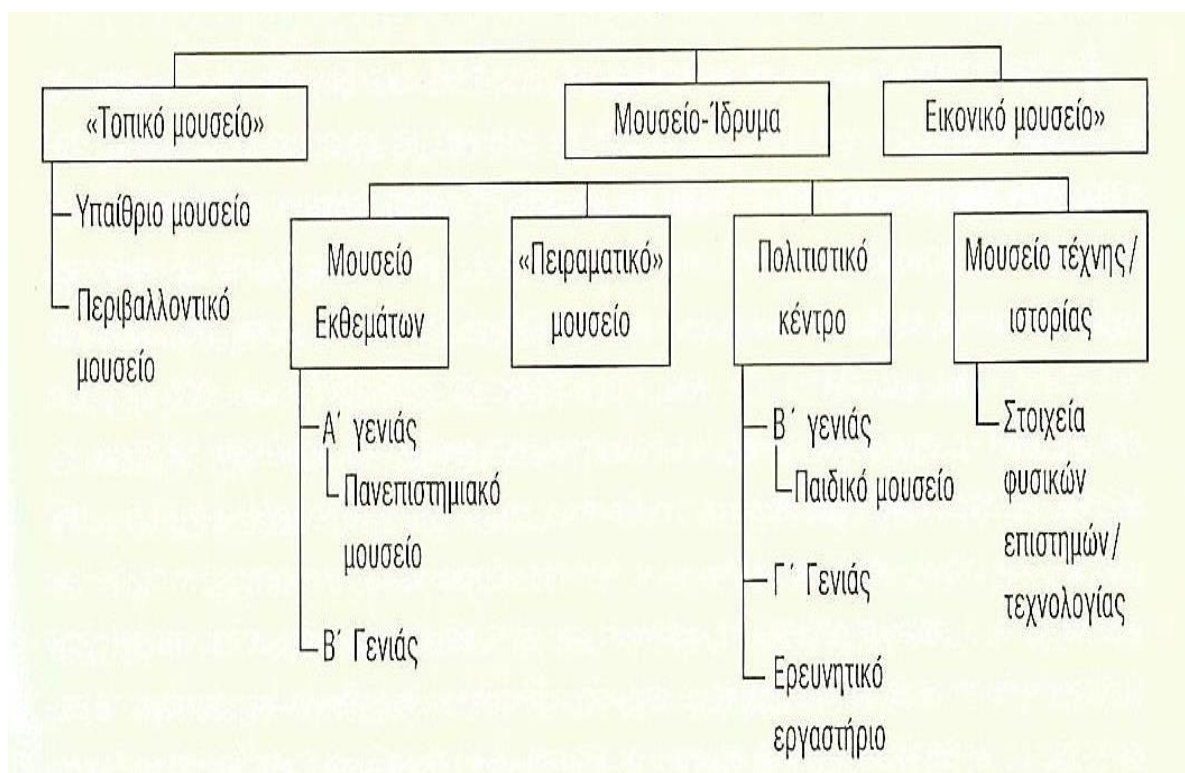 «Τοπικό μουσείο»
Μουσείο-Ίδρυμα
Εικονικό μουσείο»
Υπαίθριο μουσείο
Περιβαλλοντικό
μουσείο
Μουσείο
Εκθεμάτων
«Πειραματικό»
μουσείο
Πολιτιστικό
κέντρο
Μουσείο τέχνης/
ιστορίας
Α΄ γενιάς
Πανεπιστημιακό
μουσείο
Β΄ Γενιάς
Β΄ γενιάς
Παιδικό μουσείο
Γ΄ Γενιάς
Ερευνητικό
εργαστήριο
Στοιχεία
φυσικών
επιστημών/
τεχνολογίας